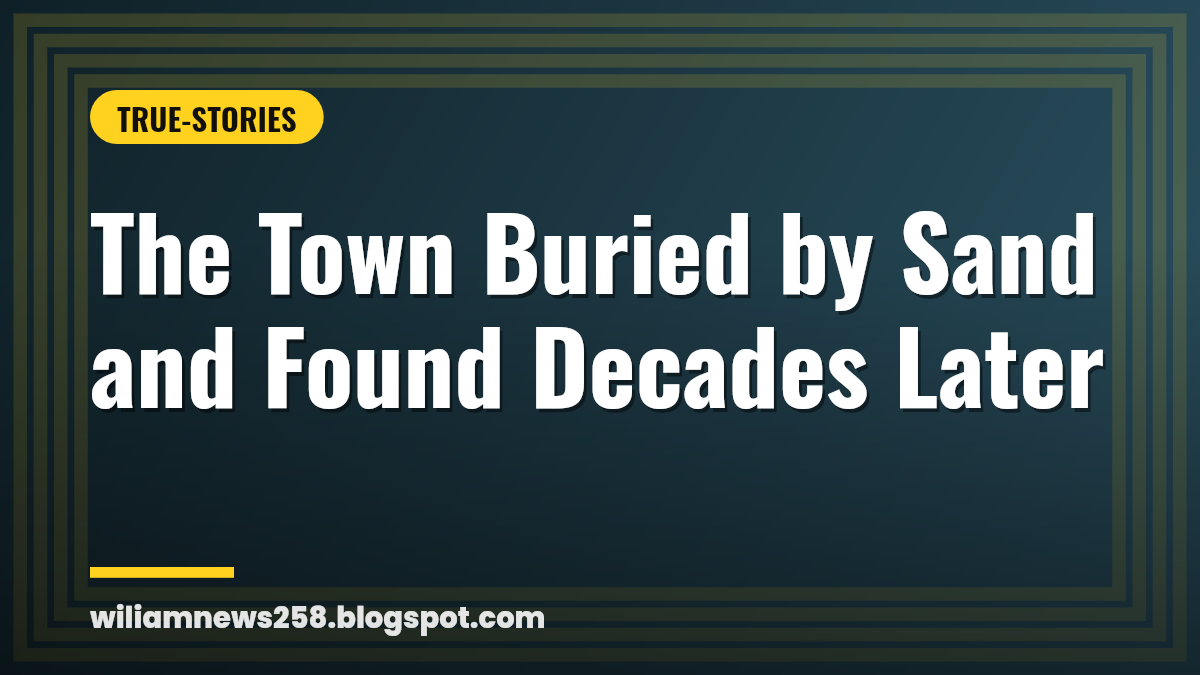 TRUE-STORIES
The Town Buried by Sand
and Found Decades Later
wiliamnews258.blogspot.com